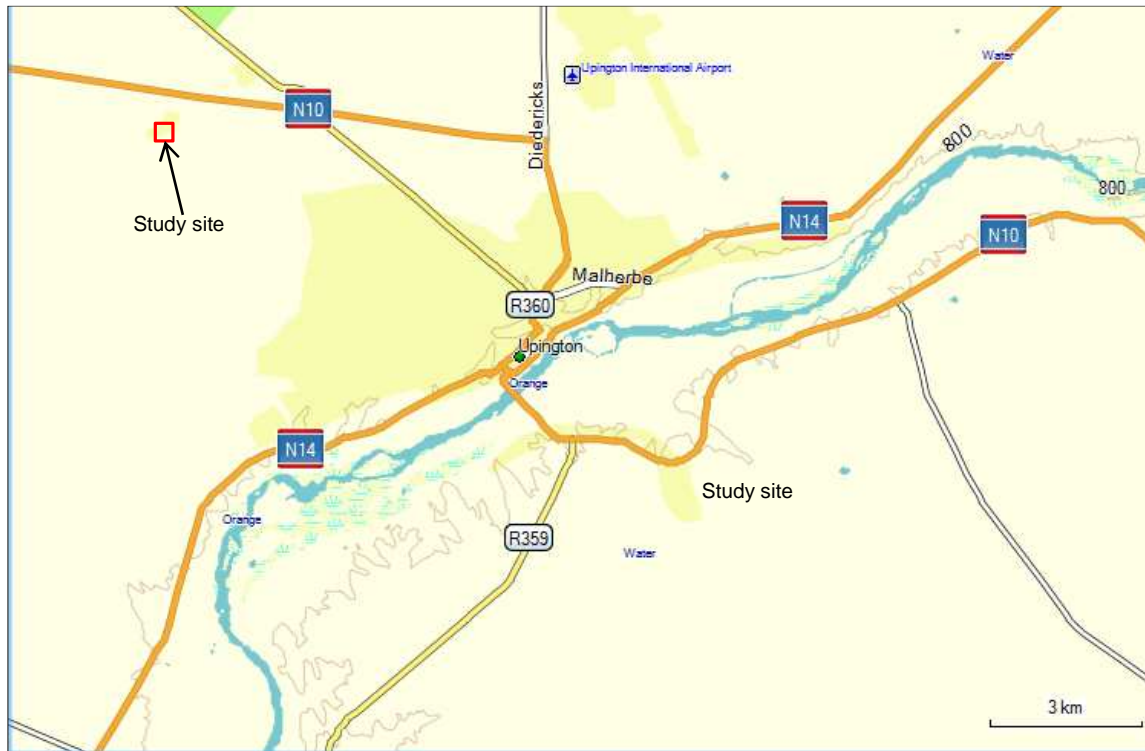 Water
Upington International Airport
N10
Diedericks
800
800
Study site
N14
N10
Malherbe
R360
Upington
Orange
N14
Study site
Orange
R359
Water
3 km